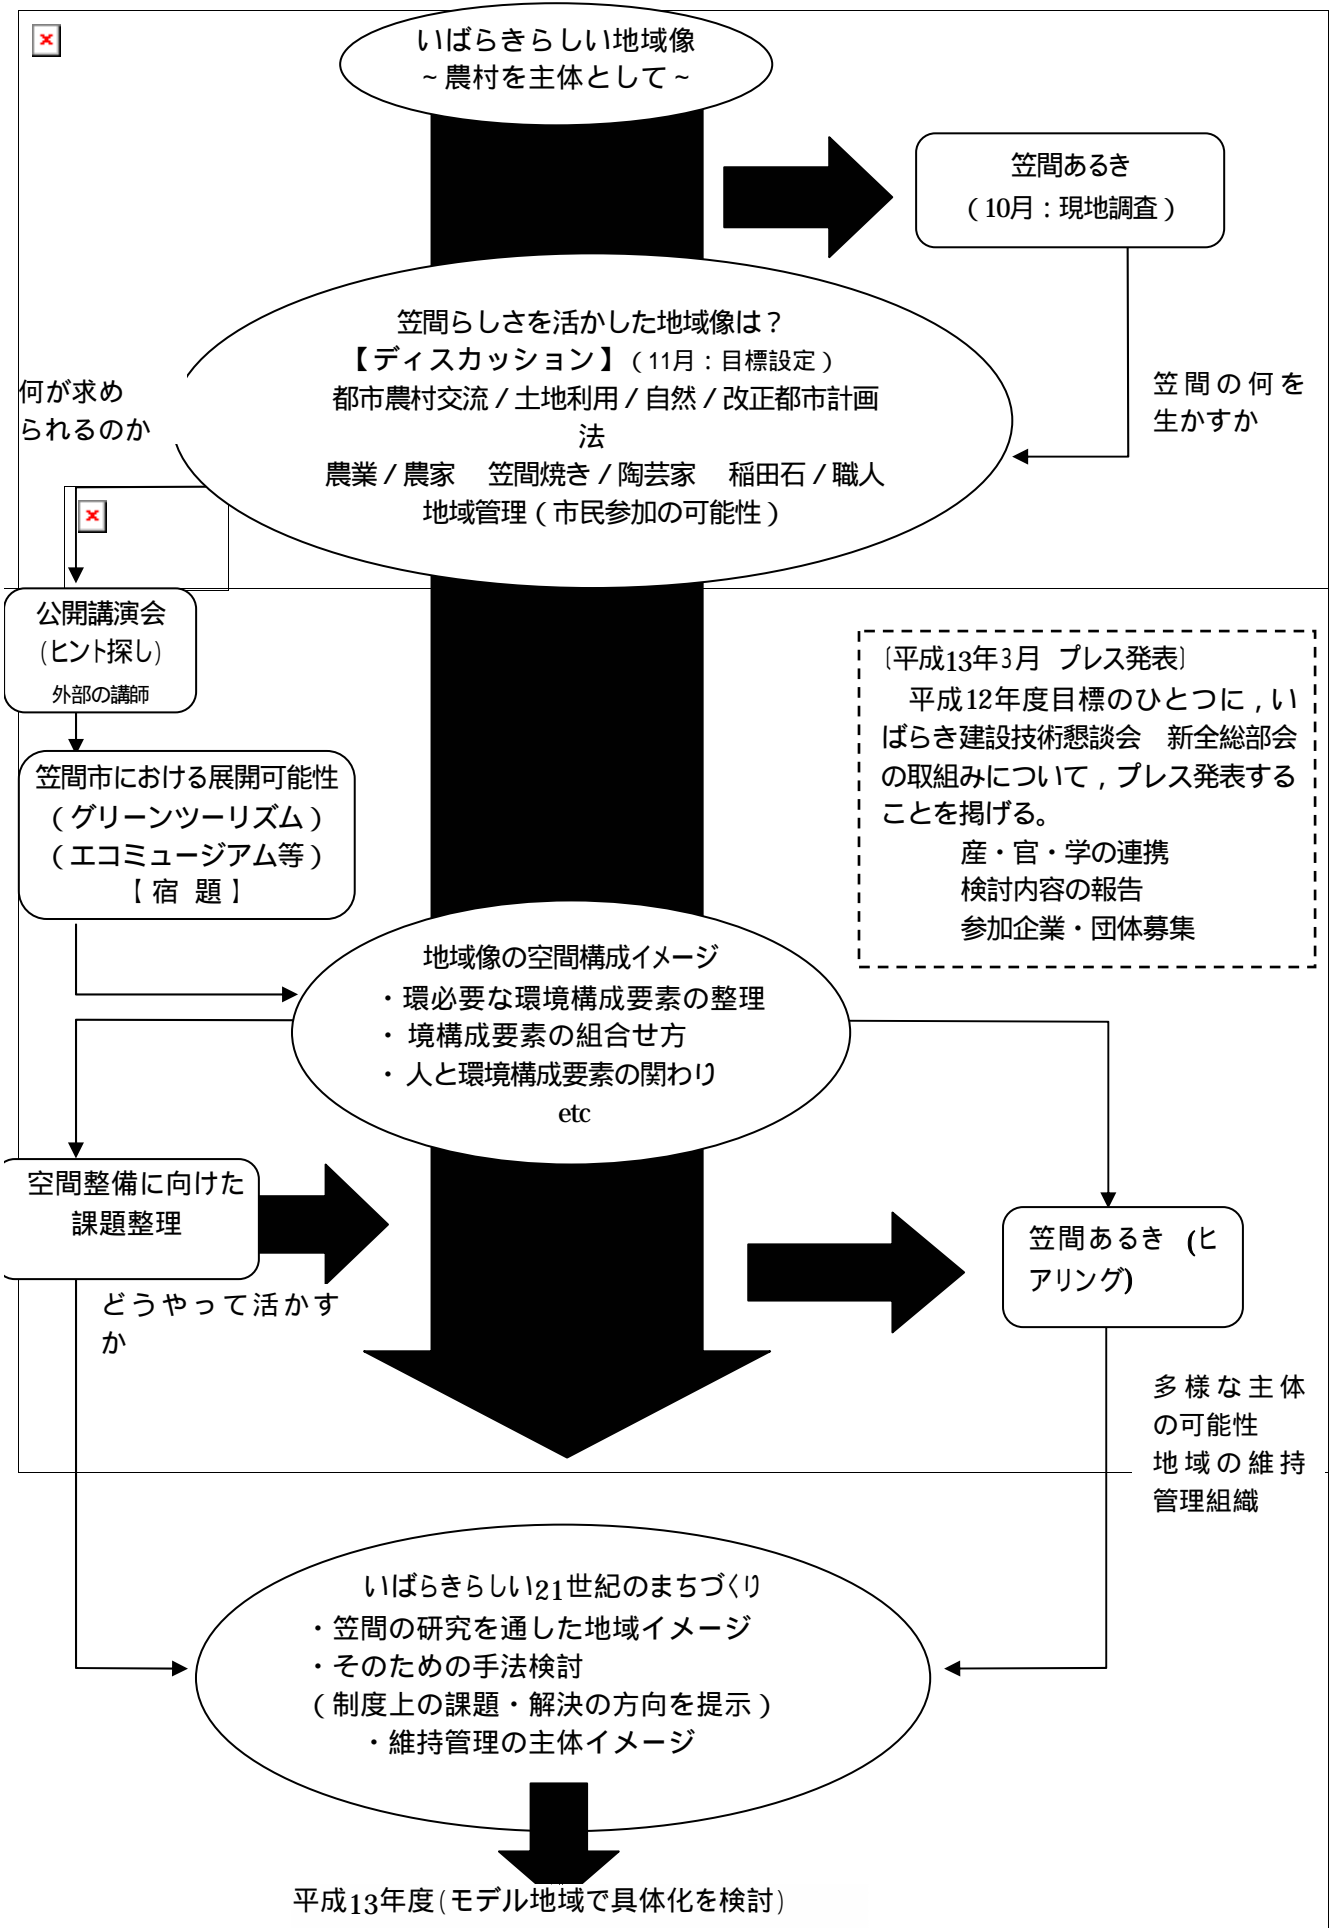 いばらきらしい地域像
~農村を主体として~
笠間あるき
(10月:現地調査)
笠間らしさを活かした地域像は?
【ディスカッション】(11月:目標設定)
都市農村交流/土地利用/自然/改正都市計画
法
農業/農家 笠間焼き/陶芸家 稲田石/職人
地域管理(市民参加の可能性)
何が求め
られるのか
笠間の何を
生かすか
公開講演会
(ヒント探し)
外部の講師
笠間市における展開可能性
(グリーンツーリズム)
(エコミュージアム等)
【宿 題】
[平成13年3月 プレス発表]
平成12年度目標のひとつに,い
ばらき建設技術懇談会 新全総部会
の取組みについて,プレス発表する
ことを掲げる。
産・官・学の連携
検討内容の報告
参加企業・団体募集
地域像の空間構成イメージ
・環必要な環境構成要素の整理
・ 境構成要素の組合せ方
・ 人と環境構成要素の関わり
etc
空間整備に向けた
課題整理
どうやって活かす
か
笠間あるき (ヒ
アリング)
多様な主体
の可能性
地域の維持
管理組織
いばらきらしい21世紀のまちづくり
・笠間の研究を通した地域イメージ
・そのための手法検討
(制度上の課題・解決の方向を提示)
・維持管理の主体イメージ
平成13年度(モデル地域で具体化を検討)